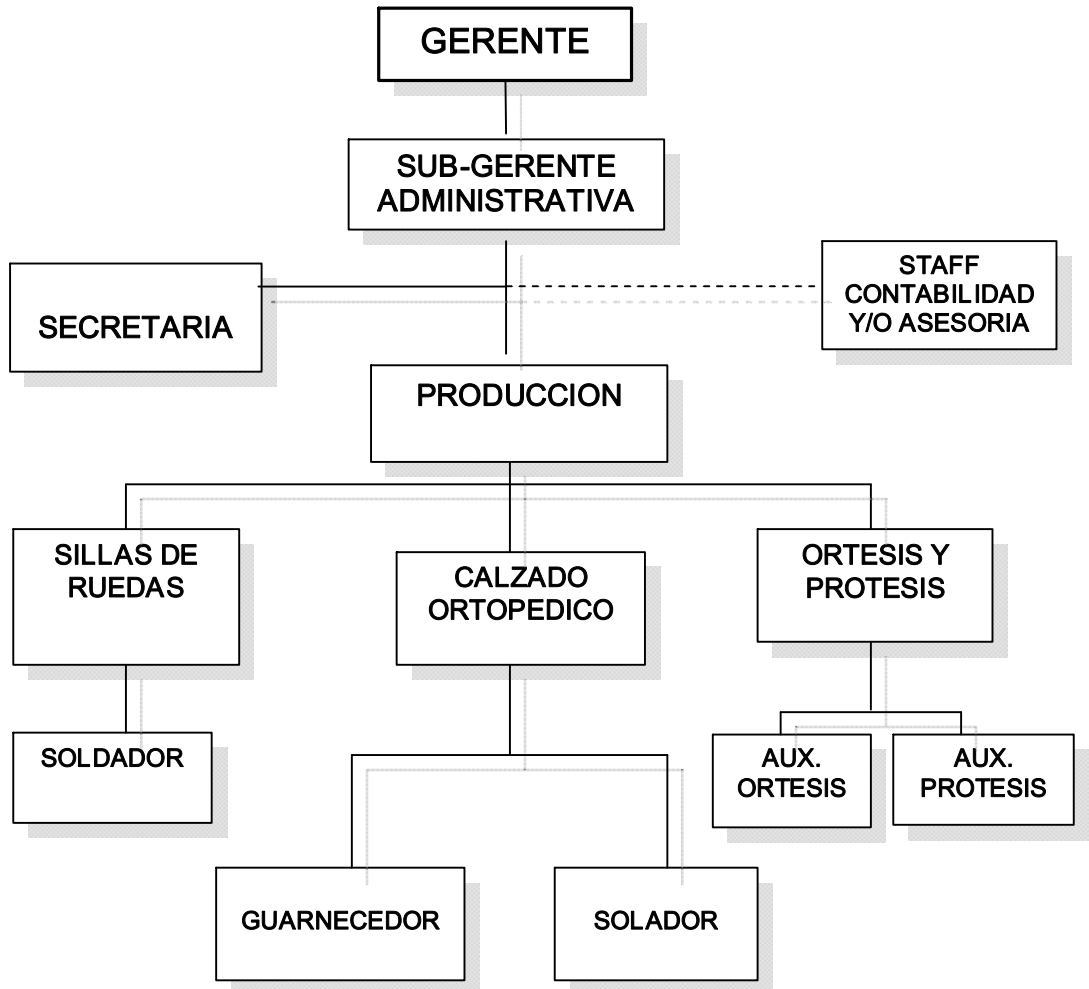 GERENTE
SUB-GERENTE
ADMINISTRATIVA
SECRETARIA
STAFF
CONTABILIDAD
Y/O ASESORIA
PRODUCCION
SILLAS DE
RUEDAS
CALZADO
ORTOPEDICO
ORTESIS Y
PROTESIS
SOLDADOR
AUX.
ORTESIS
AUX.
PROTESIS
GUARNECEDOR
SOLADOR